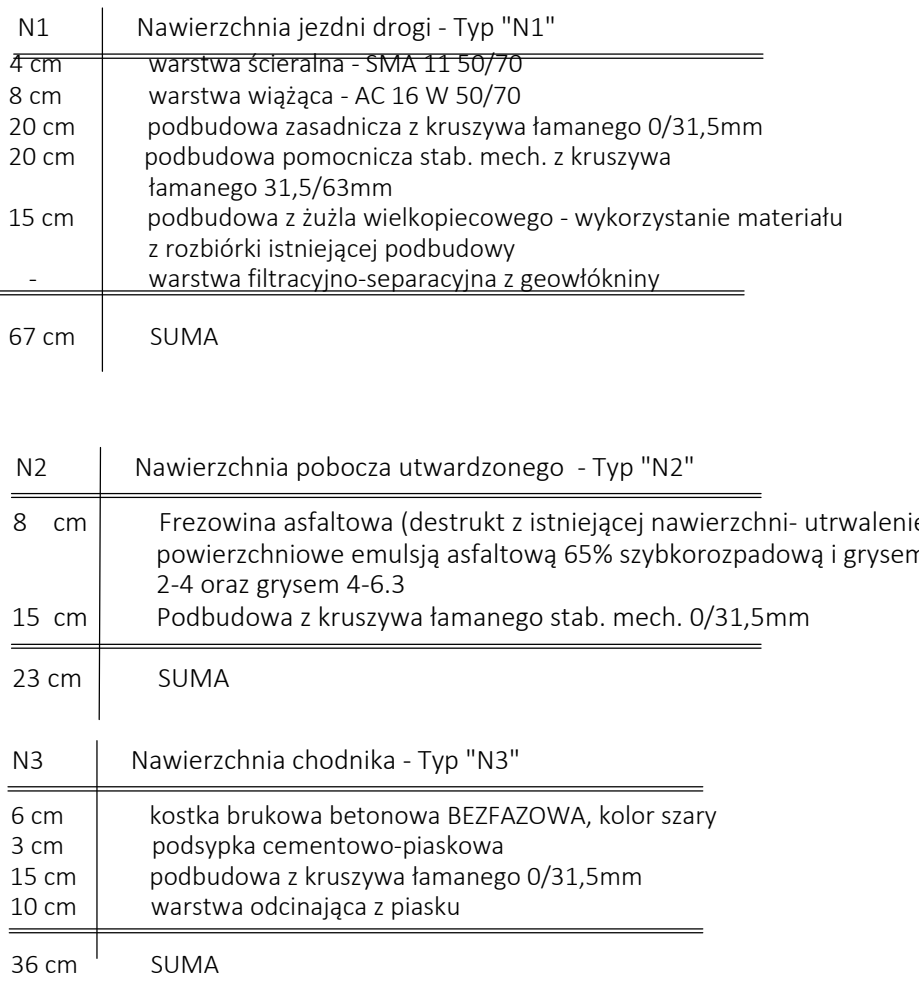 N1 Nawierzchnia jezdni drogi - Typ "N1"
4 cm warstwa ścieralna - SMA 11 50/70
8 cm warstwa wiążąca - AC 16 W 50/70
20 cm podbudowa zasadnicza z kruszywa łamanego 0/31,5mm
20 cm podbudowa pomocnicza stab. mech. z kruszywa
łamanego 31,5/63mm
15 cm podbudowa z żużla wielkopiecowego - wykorzystanie materiału
z rozbiórki istniejącej podbudowy
- warstwa filtracyjno-separacyjna z geowłókniny
67 cm SUMA
N2 Nawierzchnia pobocza utwardzonego - Typ "N2"
8 cm Frezowina asfaltowa (destrukt z istniejącej nawierzchni- utrwalenie
powierzchniowe emulsją asfaltową 65% szybkorozpadową i grysem
2-4 oraz grysem 4-6.3
15 cm Podbudowa z kruszywa łamanego stab. mech. 0/31,5mm
23 cm SUMA
N3 Nawierzchnia chodnika - Typ "N3"
6 cm kostka brukowa betonowa BEZFAZOWA, kolor szary
3 cm podsypka cementowo-piaskowa
15 cm podbudowa z kruszywa łamanego 0/31,5mm
10 cm warstwa odcinająca z piasku
36 cm SUMA